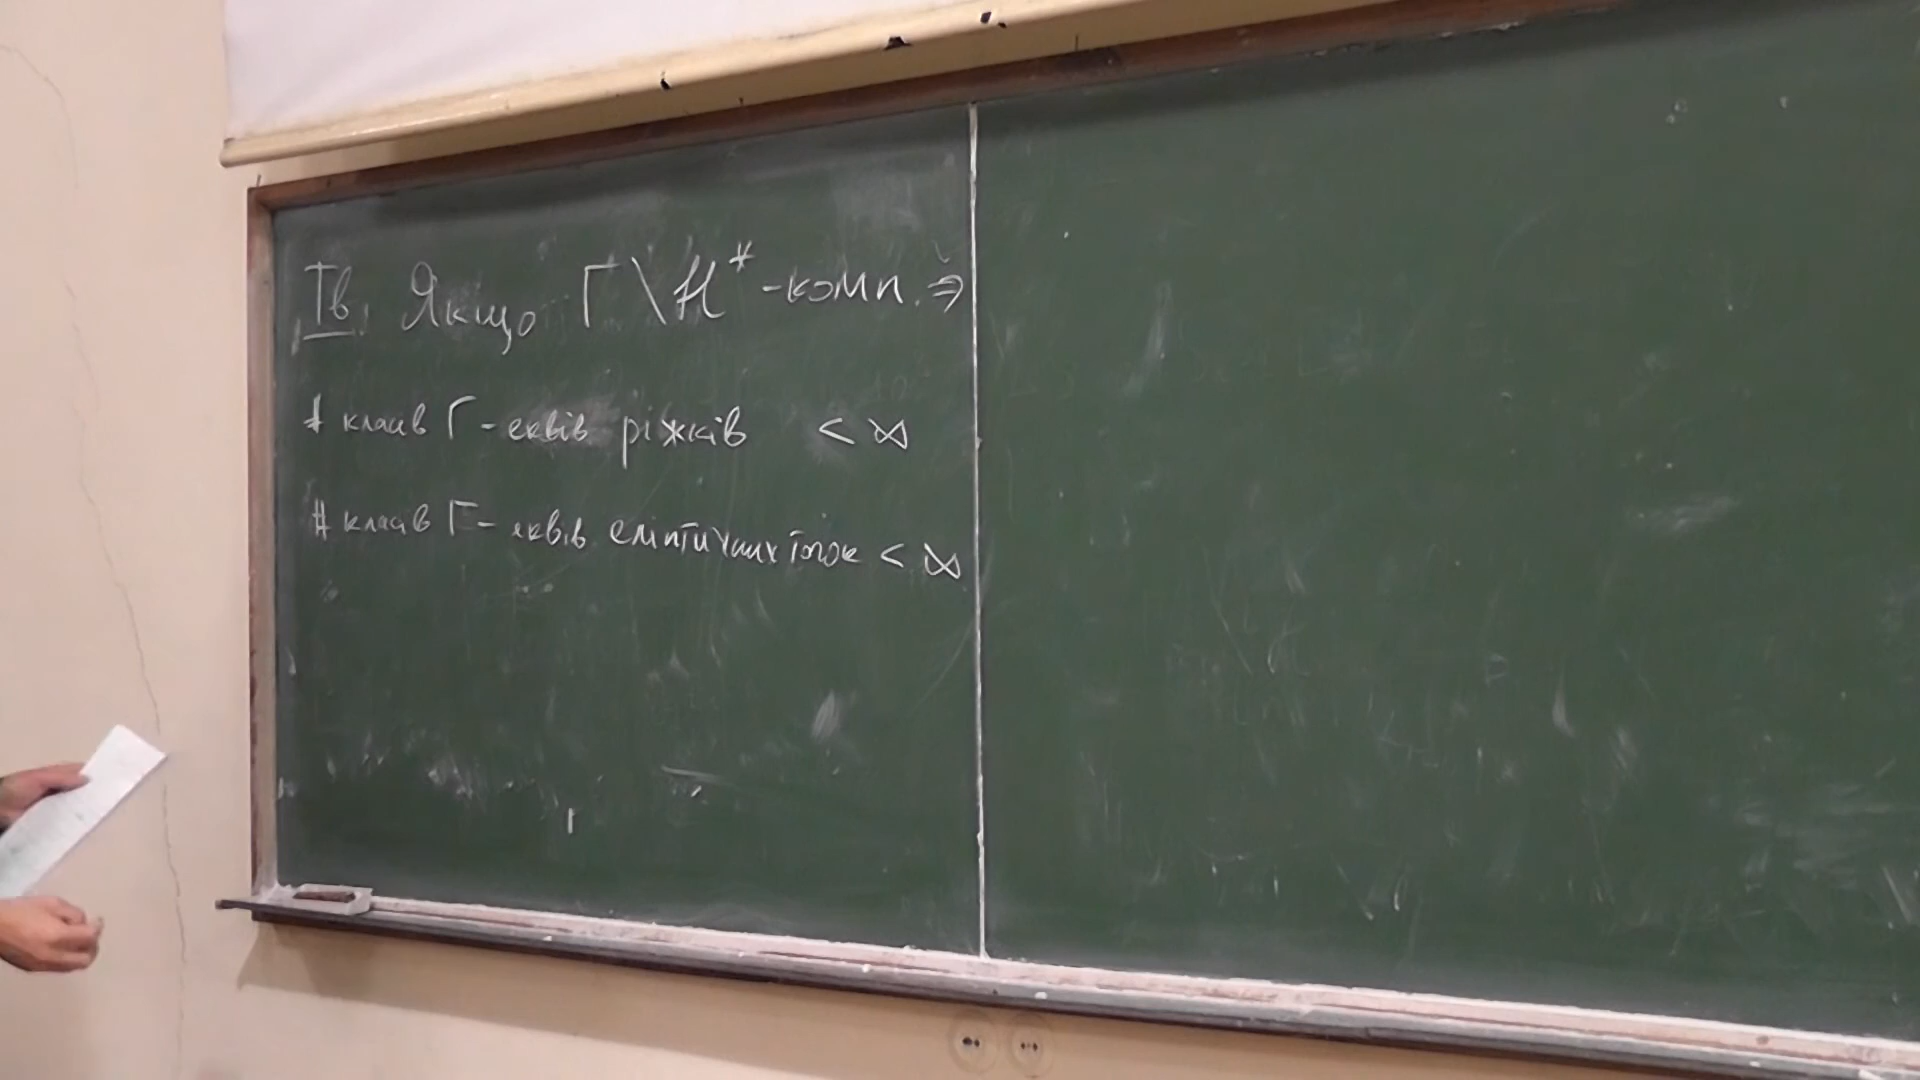 Тв. Якщо Г\H* - комп. ⇒
# класів Г - еквів ріжків < ∞
# класів Г - еквів еліптичних точок < ∞